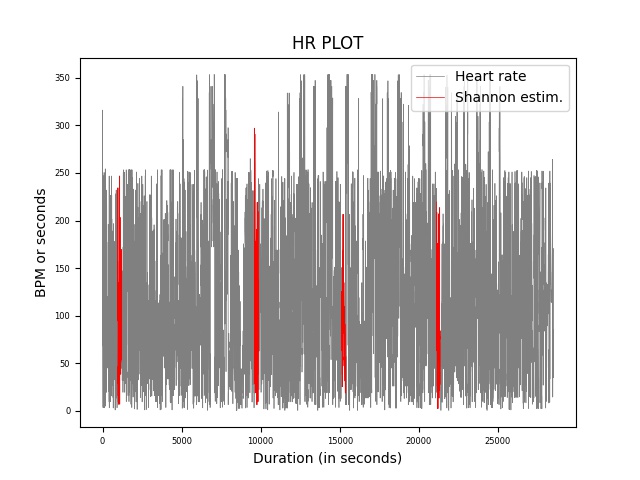 HR PLOT
Heart rate
Shannon estim.
BPM or seconds
350
300
250
200
150
100
50
0
0 5000 10000 15000 20000 25000
Duration (in seconds)